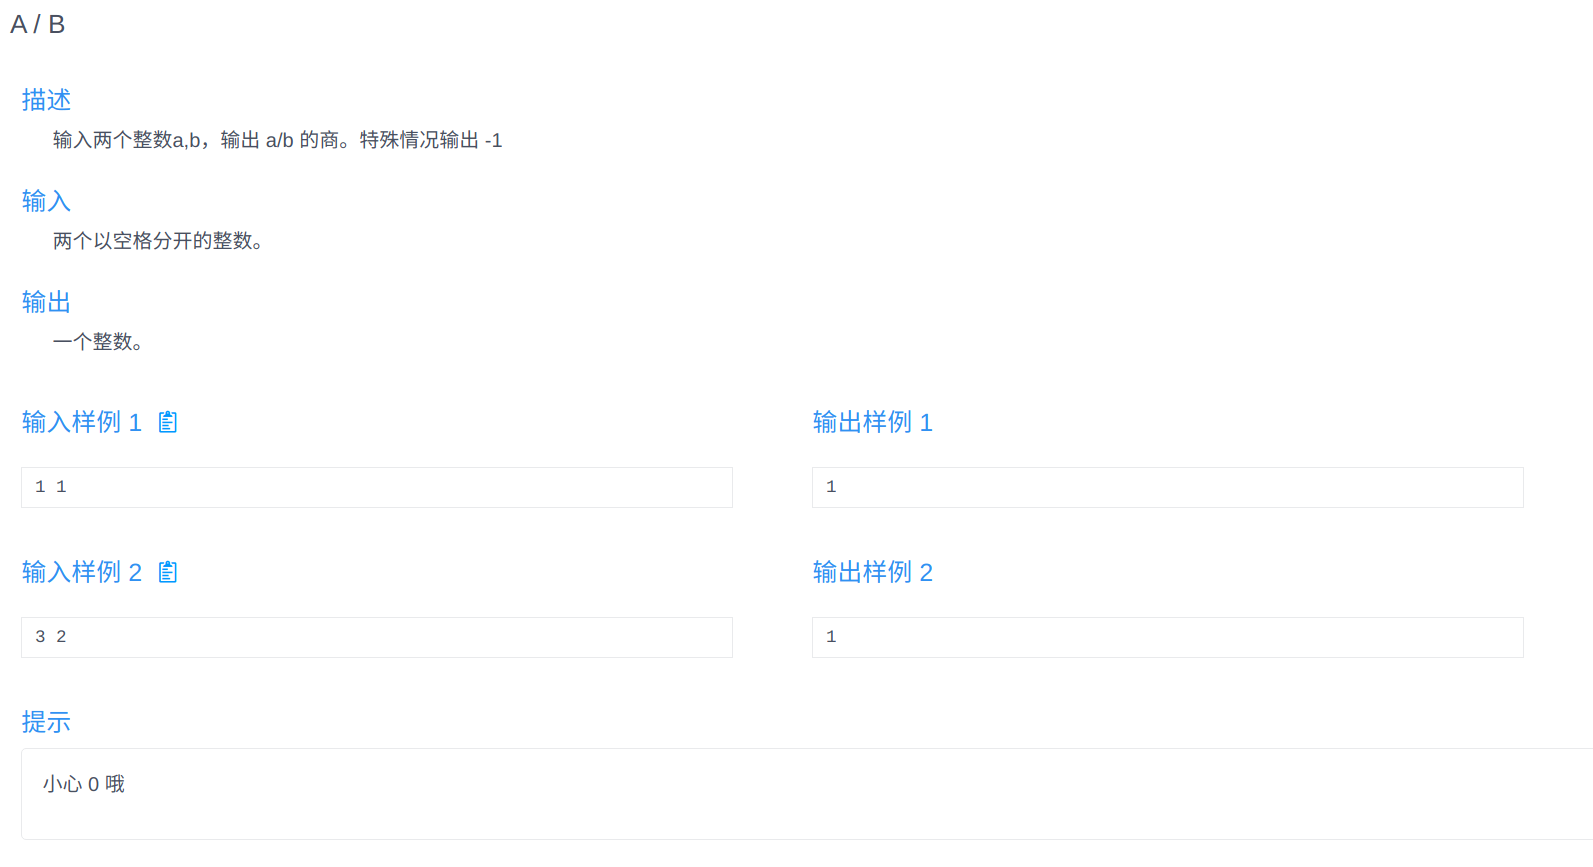 A / B
描述
输入两个整数a,b，输出 a/b 的商。特殊情况输出 -1
输入
两个以空格分开的整数。
输出
一个整数。
输入样例 1
输出样例 1
1 1
1
输入样例 2
输出样例 2
3 2
1
提示
小心 0 哦